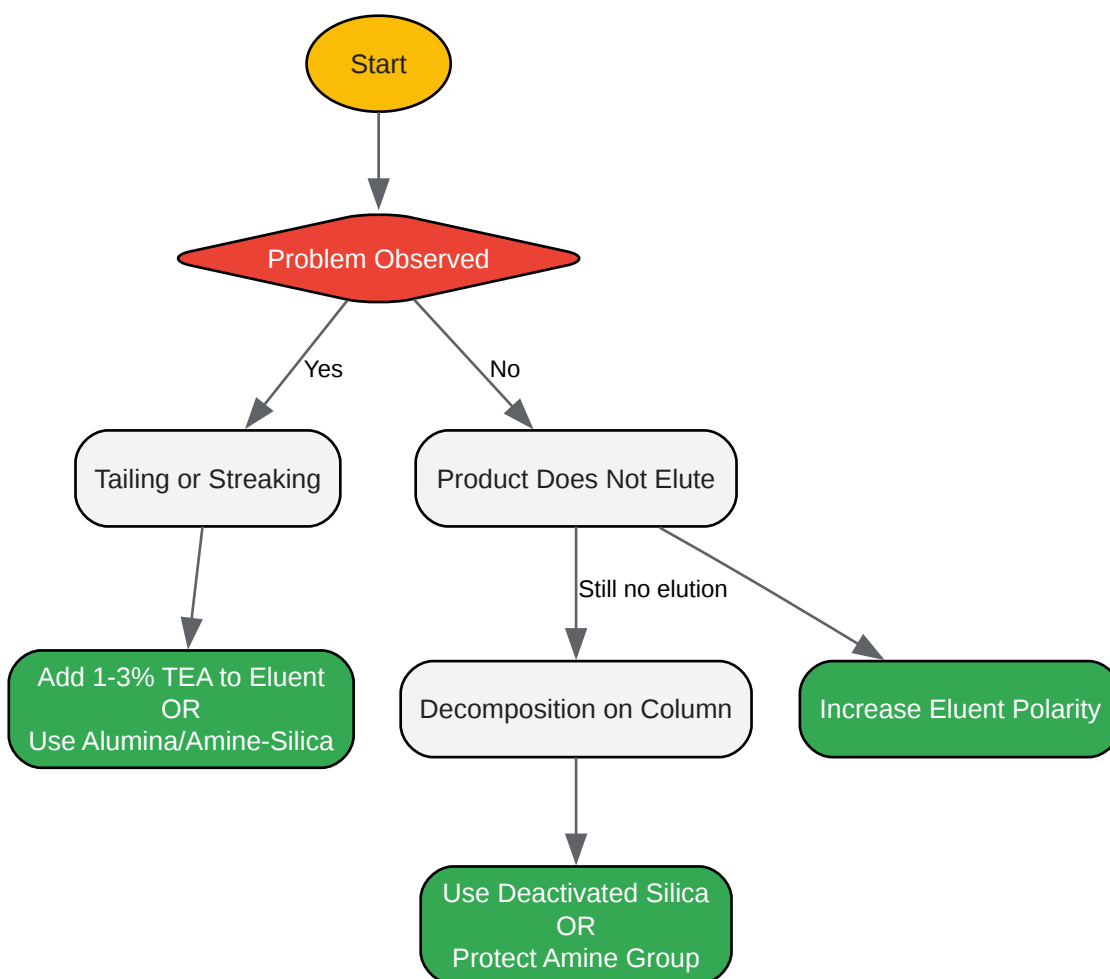 Start
Problem Observed
Yes
No
Tailing or Streaking
Product Does Not Elute
Still no elution
Add 1-3% TEA to Eluent
OR
Use Alumina/Amine-Silica
Decomposition on Column
Increase Eluent Polarity
Use Deactivated Silica
OR
Protect Amine Group